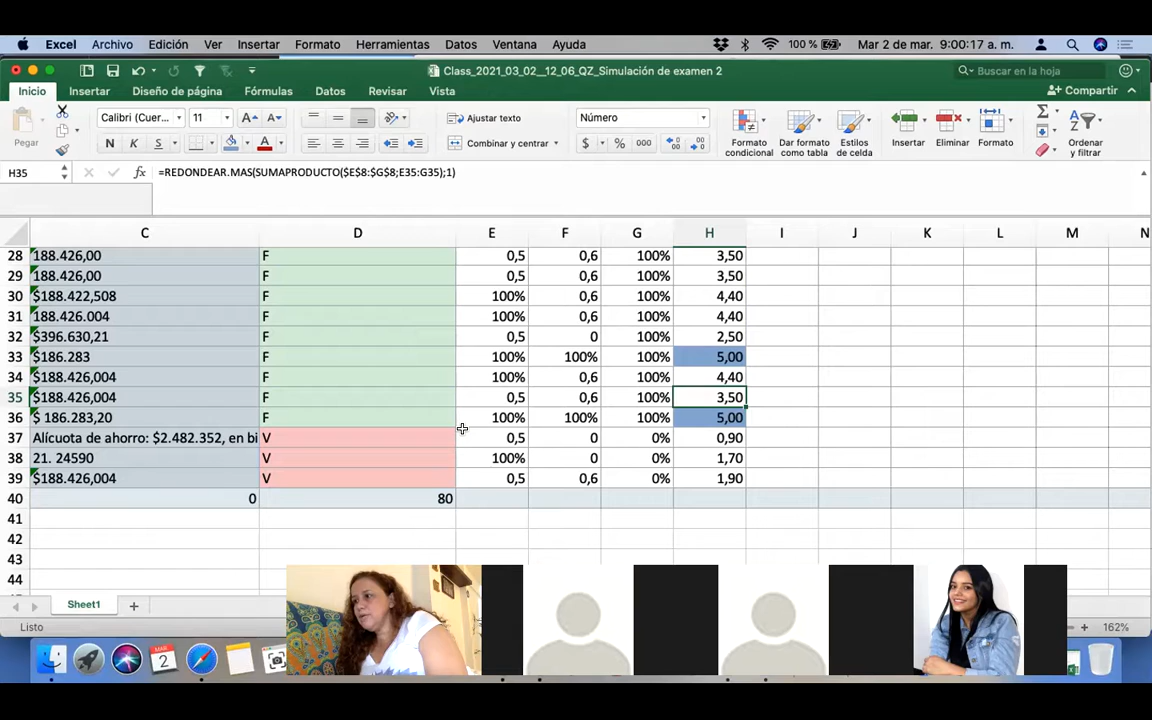 Excel Archivo Edición Ver Insertar Formato Herramientas Datos Ventana Ayuda 100 % Mar 2 de mar. 9:00:17 a. m.
Class_2021_03_02__12_06_QZ_Simulación de examen 2 Buscar en la hoja
Inicio Insertar Diseño de página Fórmulas Datos Revisar Vista Compartir
Pegar Calibri (Cuer... 11 A A Ajustar texto Número
N K S A Combinar y centrar $ % 000
Formato condicional Dar formato como tabla Estilos de celda Insertar Eliminar Formato Ordenar y filtrar
H35 fx =REDONDEAR.MAS(SUMAPRODUCTO($E$8:$G$8;E35:G35);1)
C D E F G H I J K L M N
28 188.426,00 F 0,5 0,6 100% 3,50
29 188.426,00 F 0,5 0,6 100% 3,50
30 $188.422,508 F 100% 0,6 100% 4,40
31 188.426.004 F 100% 0,6 100% 4,40
32 $396.630,21 F 0,5 0 100% 2,50
33 $186.283 F 100% 100% 100% 5,00
34 $188.426,004 F 100% 0,6 100% 4,40
35 $188.426,004 F 0,5 0,6 100% 3,50
36 $ 186.283,20 F 100% 100% 100% 5,00
37 Alícuota de ahorro: $2.482.352, en bi V 0,5 0 0% 0,90
38 21. 24590 V 100% 0 0% 1,70
39 $188.426,004 V 0,5 0,6 0% 1,90
40 0 80
41
42
43
44
Sheet1
Listo 162%
MAR 2